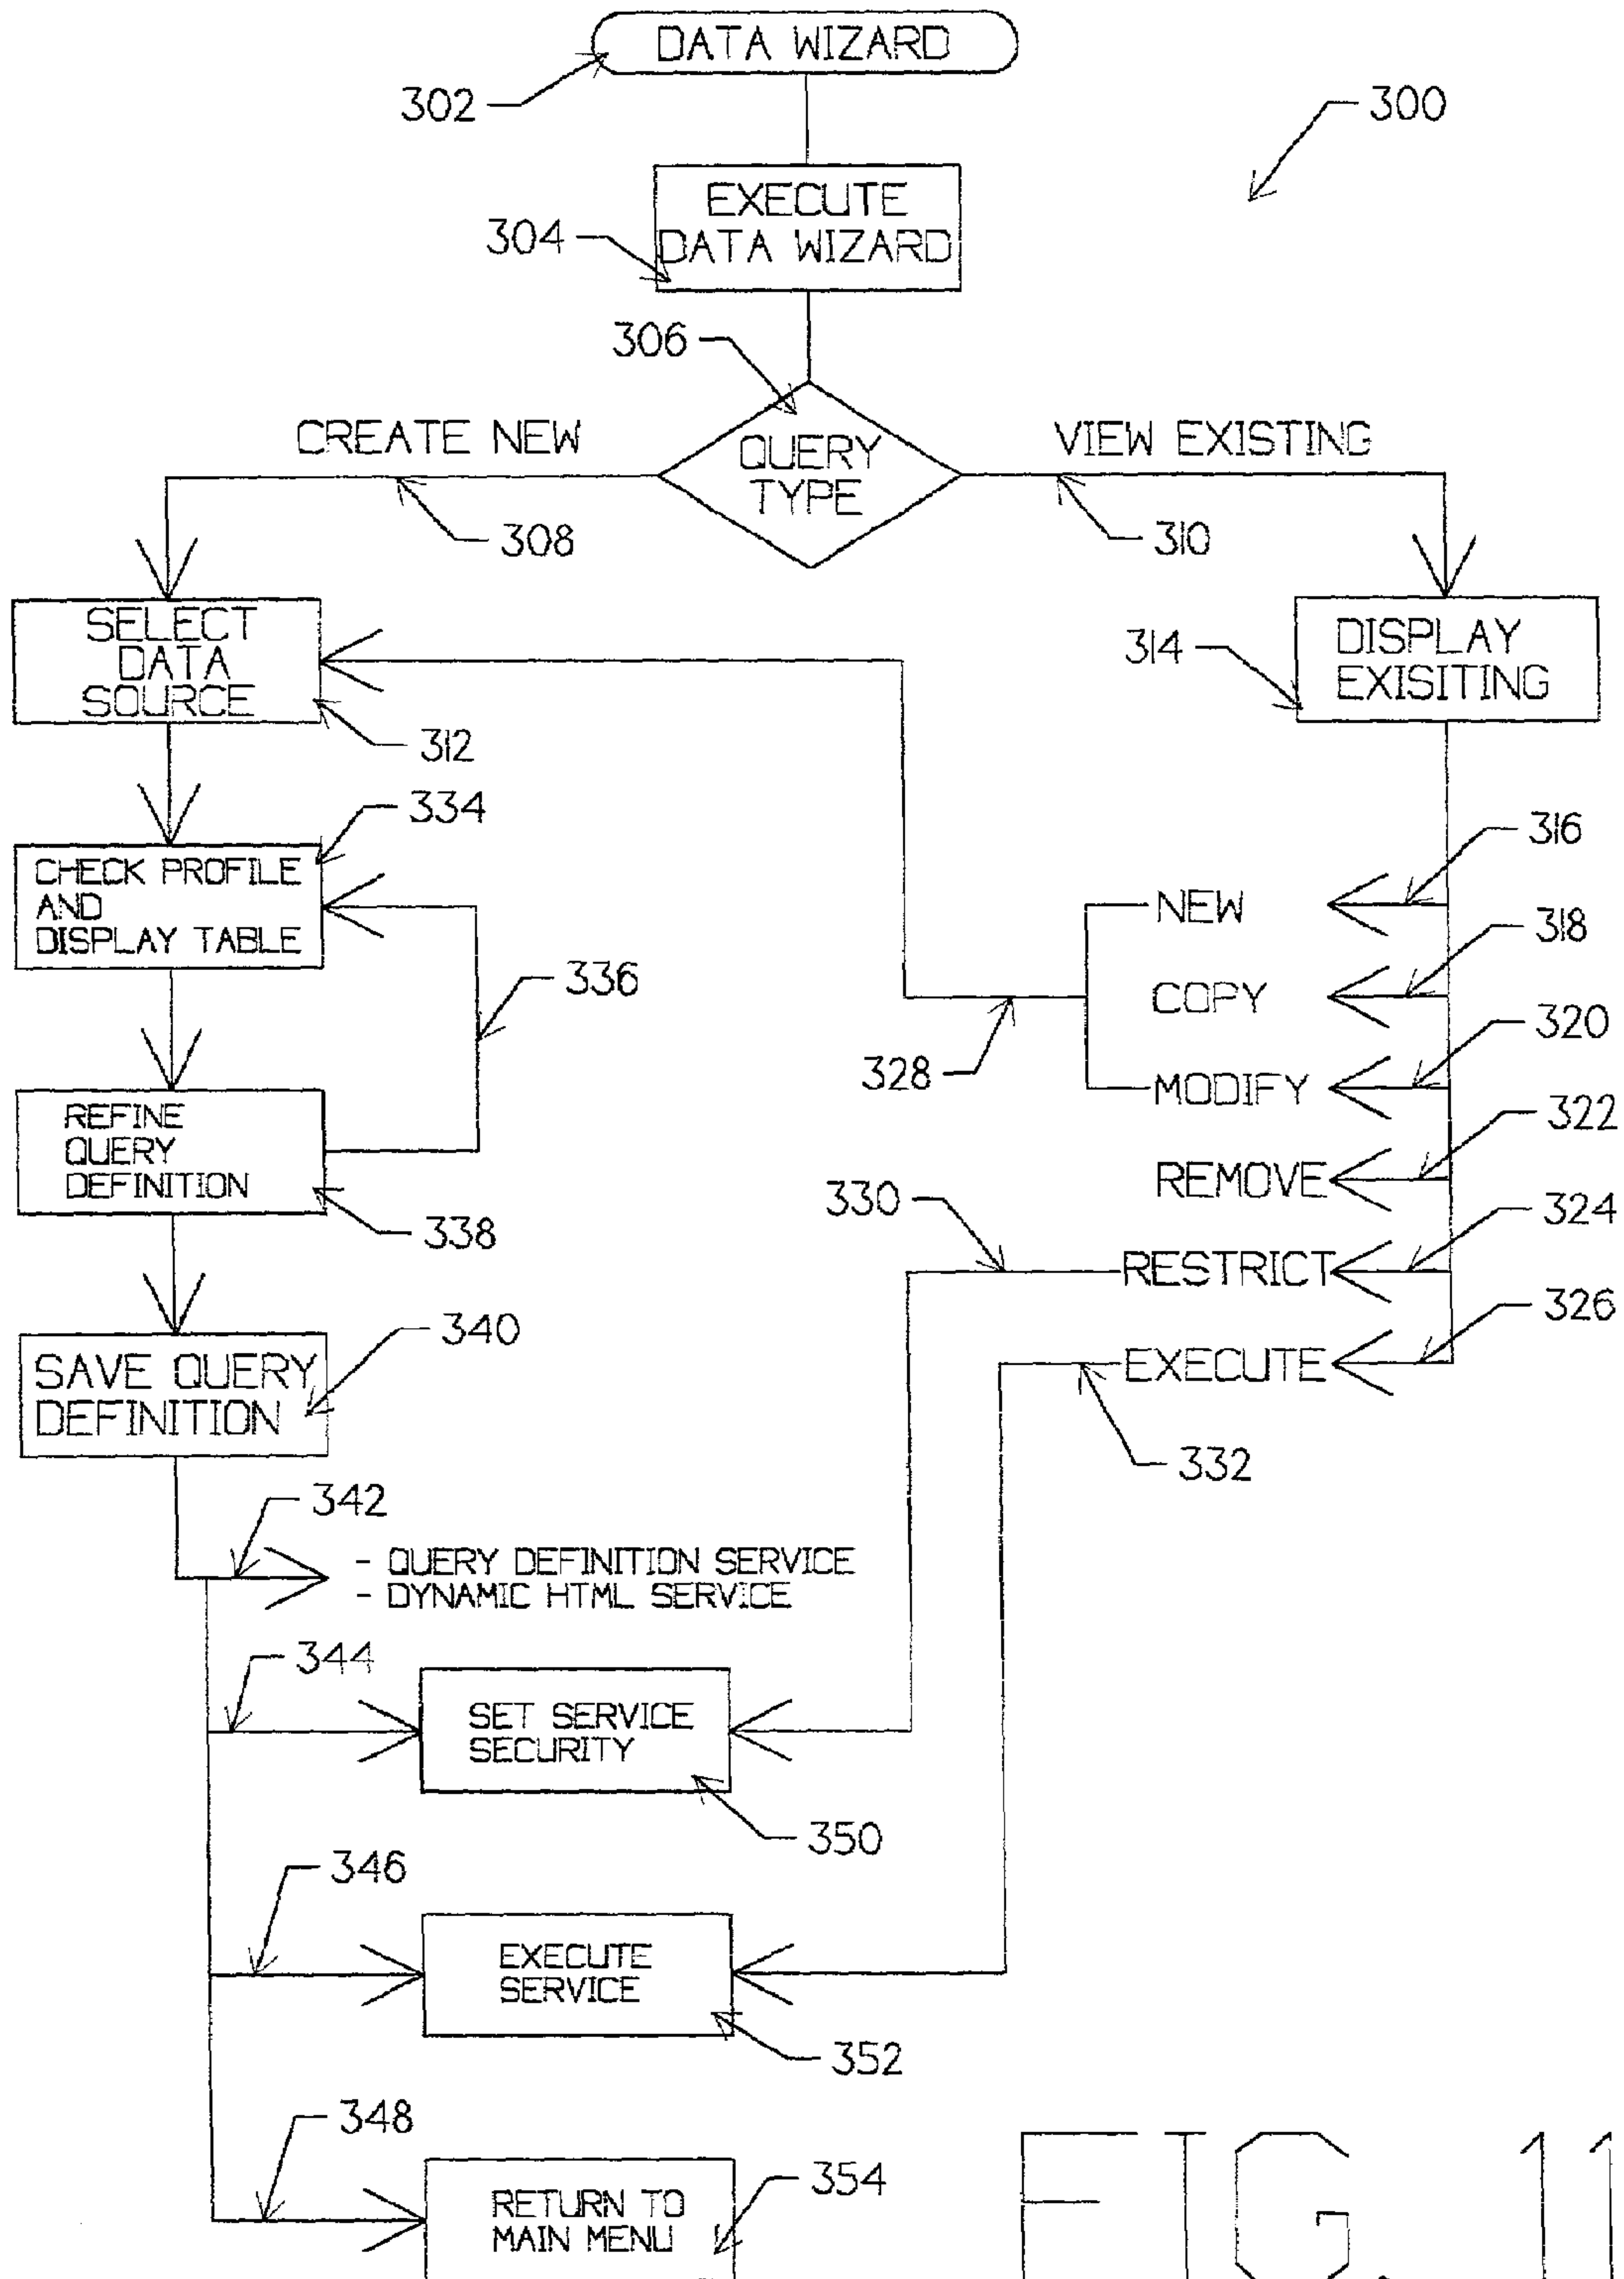 DATA WIZARD
302
300
EXECUTE
DATA WIZARD
304
306
CREATE NEW
QUERY
TYPE
VIEW EXISTING
308
310
SELECT
DATA
SOURCE
312
314
DISPLAY
EXISITING
334
CHECK PROFILE
AND
DISPLAY TABLE
336
316
NEW
318
COPY
320
328
MODIFY
322
REMOVE
REFINE
QUERY
DEFINITION
338
330
324
RESTRICT
326
EXECUTE
332
340
SAVE QUERY
DEFINITION
342
- QUERY DEFINITION SERVICE
- DYNAMIC HTML SERVICE
344
SET SERVICE
SECURITY
350
346
EXECUTE
SERVICE
352
348
RETURN TO
MAIN MENU
354
FIG. 11